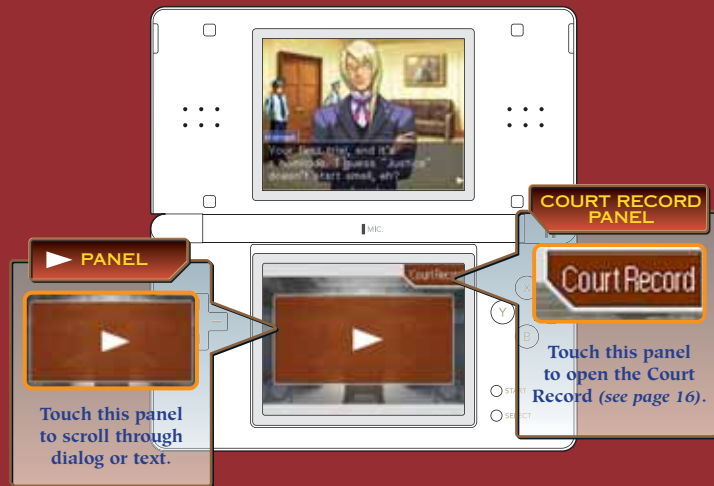 Your first trial, and it's
a homicide. I guess "Justice"
doesn't start small, eh?
MIC.
COURT RECORD
PANEL
Court Record
Touch this panel
to open the Court
Record (see page 16).
PANEL
Touch this panel
to scroll through
dialog or text.
Court Recor
X
Y
B
START
SELECT